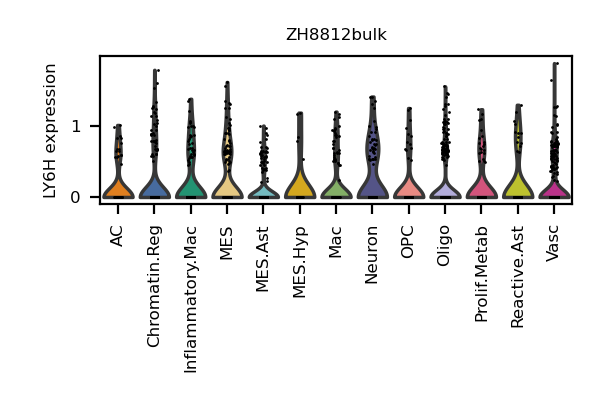 ZH8812bulk
LY6H expression
1
0
AC
Chromatin.Reg
Inflammatory.Mac
MES
MES.Ast
MES.Hyp
Mac
Neuron
OPC
Oligo
Prolif.Metab
Reactive.Ast
Vasc